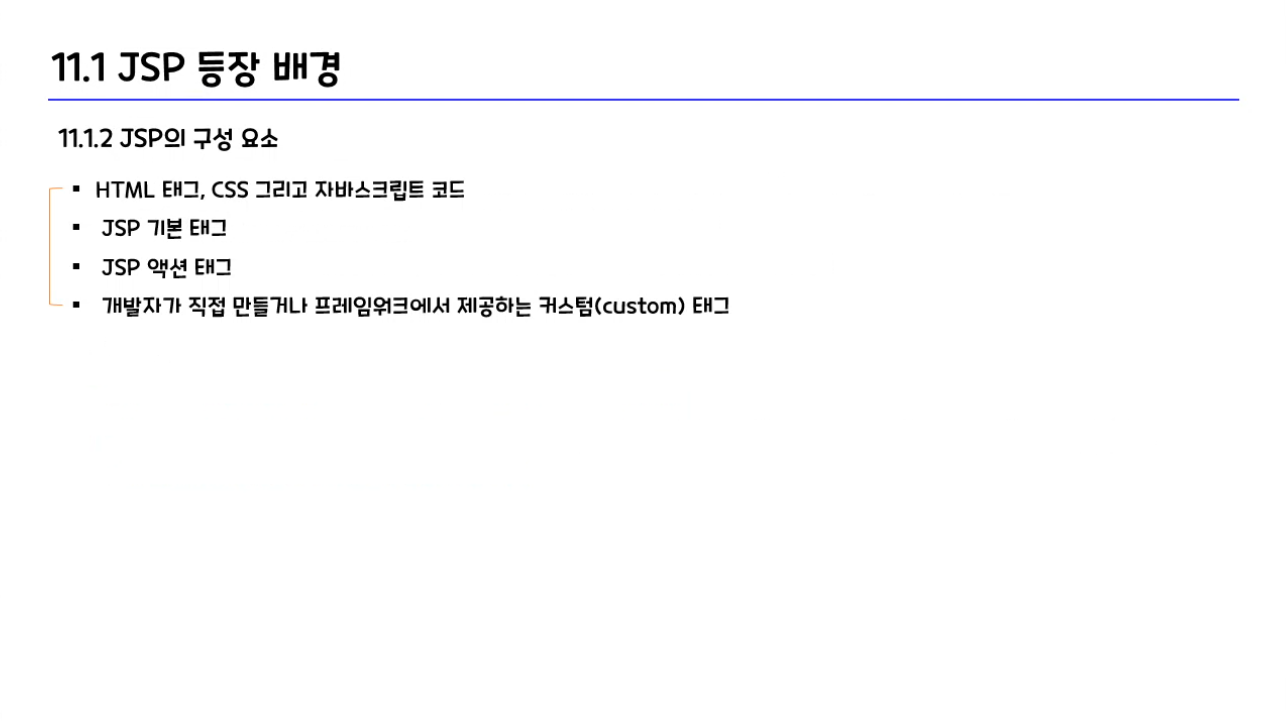 11.1 JSP 등장 배경
11.1.2 JSP의 구성 요소
▪ HTML 태그, CSS 그리고 자바스크립트 코드
▪ JSP 기본 태그
▪ JSP 액션 태그
▪ 개발자가 직접 만들거나 프레임워크에서 제공하는 커스텀(custom) 태그